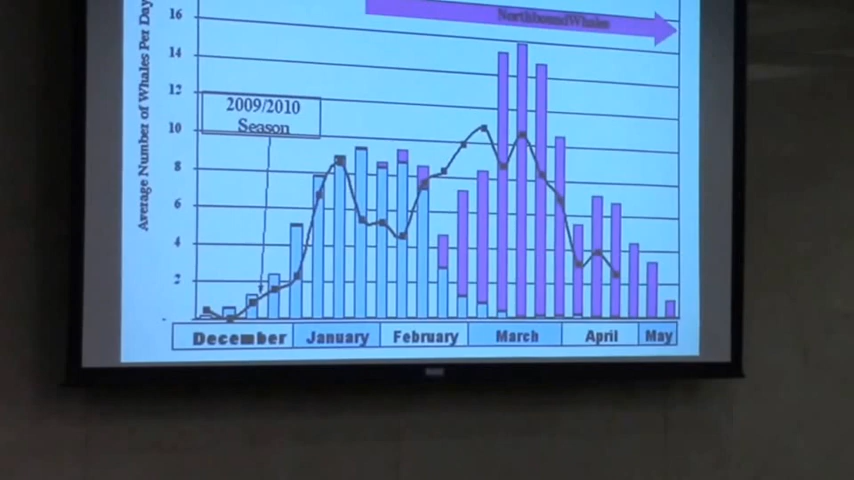 Average Number of Whales Per Day
16
NorthboundWhales
14
12
2009/2010
Season
10
8
6
4
2
-
December January February March April May